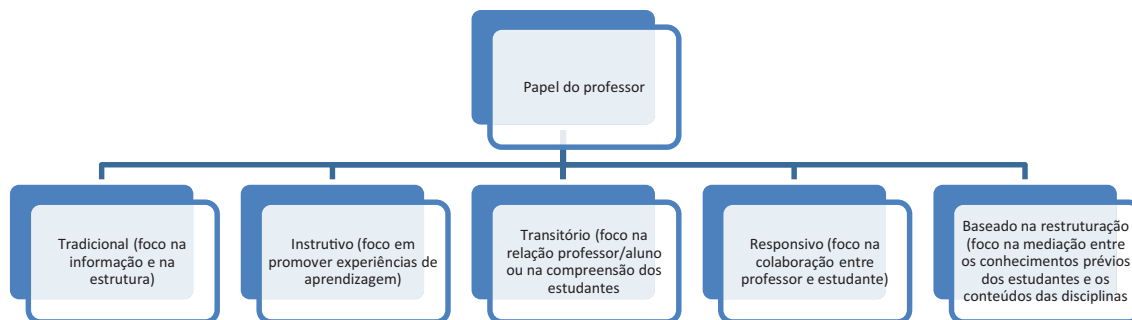 Papel do professor
Tradicional (foco na
informação e na
estrutura)
Instrutivo (foco em
promover experiências de
aprendizagem)
Transitório (foco na
relação professor/aluno
ou na compreensão dos
estudantes
Responsivo (foco na
colaboração entre
professor e estudante)
Baseado na restruturação
(foco na mediação entre
os conhecimentos prévios
dos estudantes e os
conteúdos das disciplinas